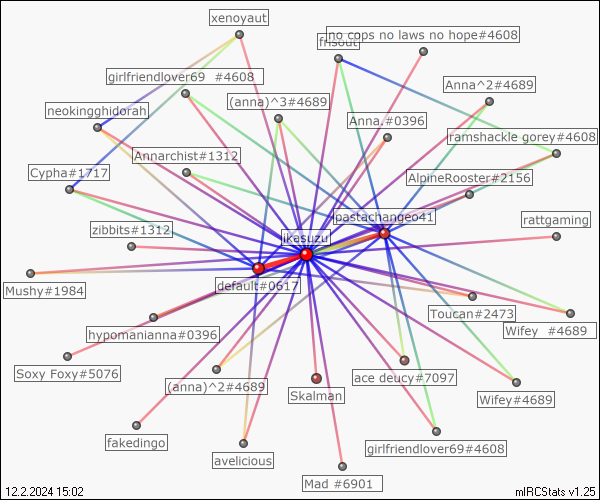 xenoyaut
no cops no laws no hope#4608
frisout
girlfriendlover69 #4608
Anna^2#4689
(anna)^3#4689
neokingghidorah
Anna,#0396
ramshackle gorey#4608
Annarchist#1312
Cypha#1717
AlpineRooster#2156
pastachanged41
zibbits#1312
rattgaming
ikasuzu
default#0617
Mushy#1984
Toucan#2473
hypomanianna#0396
Wifey #4689
Soxy Foxy#5076
ace deucy#7097
(anna)^2#4689
Skalman
Wifey#4689
fakedingo
girlfriendlover69#4608
avelicious
Mad #6901
12.2.2024 15:02
mIRCStats v1.25